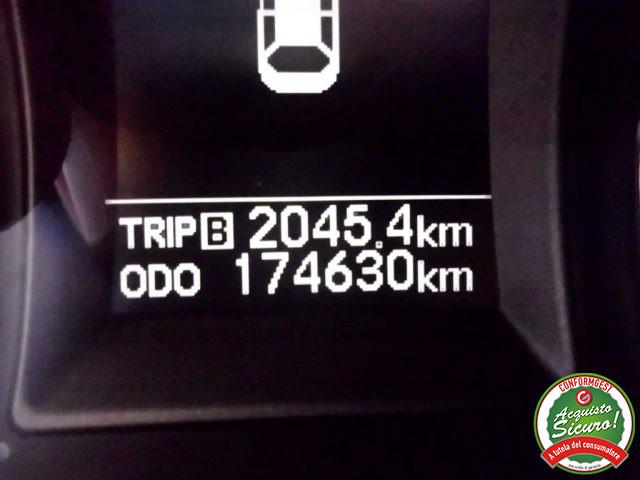 TRIP B 2045.4km
ODO 174630km
CONFORMGEST
Acquisto
Sicuro!
A tutela del consumatore